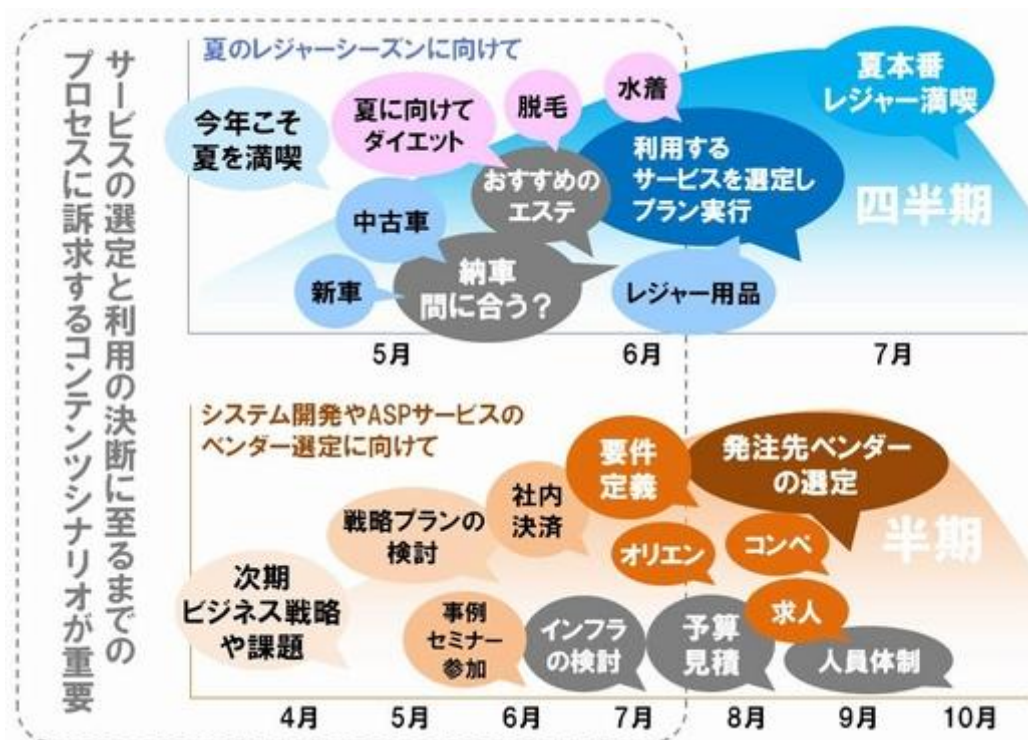 サービスの選定と利用の決断に至るまでの
プロセスに訴求するコンテンツシナリオが重要
夏のレジャーシーズンに向けて
今年こそ
夏を満喫
夏に向けて
ダイエット
脱毛
水着
夏本番
レジャー満喫
中古車
おすすめの
エステ
利用する
サービスを選定し
プラン実行
四半期
新車
納車
間に合う?
レジャー用品
5月
6月
7月
システム開発やASPサービスの
ベンダー選定に向けて
次期
ビジネス戦略
や課題
戦略プランの
検討
社内
決済
要件
定義
発注先ベンダー
の選定
オリエン
コンペ
半期
事例
セミナー
参加
インフラ
の検討
予算
見積
求人
人員体制
4月
5月
6月
7月
8月
9月
10月